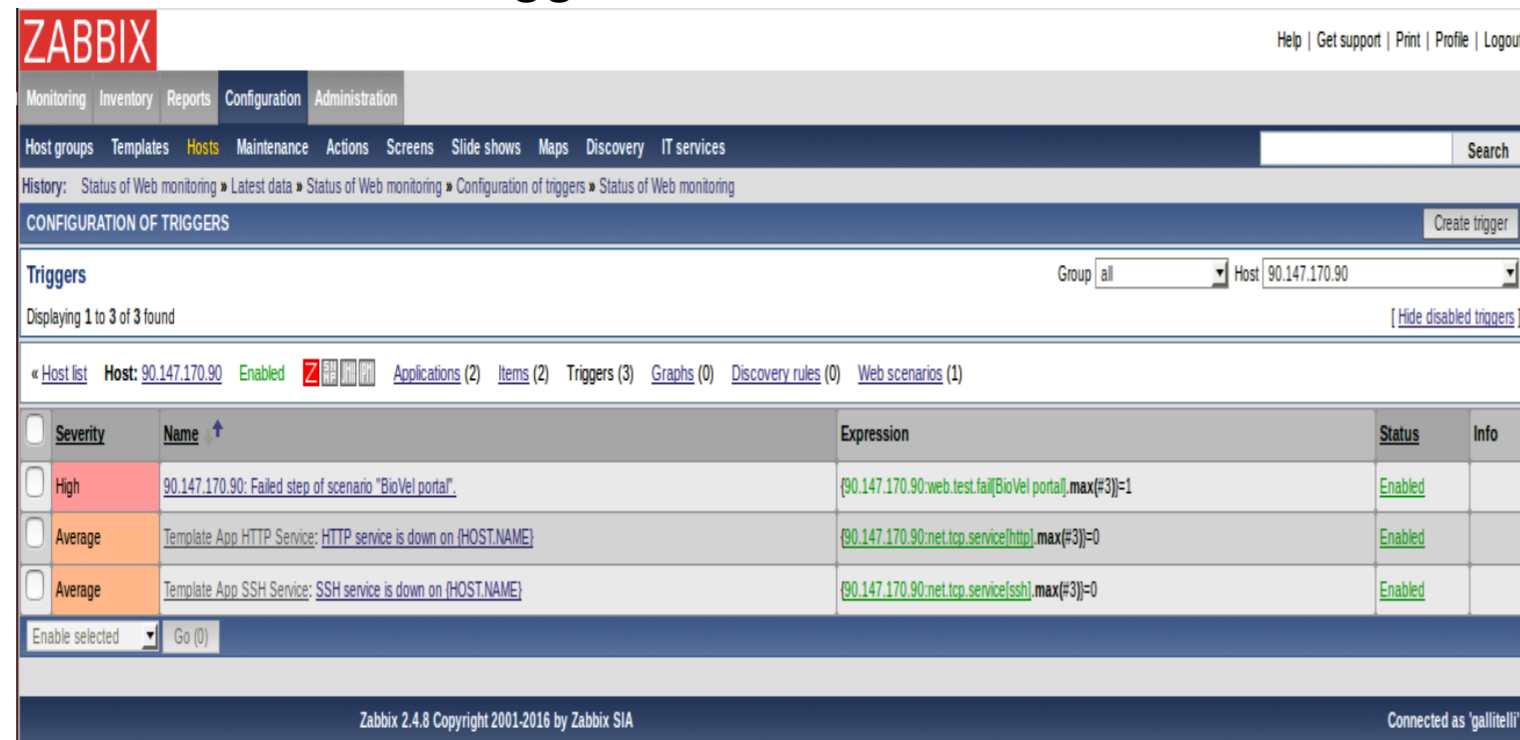 ZABBIX
Help | Get support | Print | Profile | Logout
Monitoring Inventory Reports Configuration Administration
Host groups Templates Hosts Maintenance Actions Screens Slide shows Maps Discovery IT services Search
History: Status of Web monitoring » Latest data » Status of Web monitoring » Configuration of triggers » Status of Web monitoring
CONFIGURATION OF TRIGGERS Create trigger
Triggers Group all Host 90.147.170.90
Displaying 1 to 3 of 3 found [ Hide disabled triggers ]
« Host list Host: 90.147.170.90 Enabled Z Applications (2) Items (2) Triggers (3) Graphs (0) Discovery rules (0) Web scenarios (1)
Severity Name Expression Status Info
High 90.147.170.90: Failed step of scenario "BioVel portal". {90.147.170.90:web.test.fail[BioVel portal].max(#3)}=1 Enabled
Average Template App HTTP Service: HTTP service is down on {HOST.NAME} {90.147.170.90:net.tcp.service[http].max(#3)}=0 Enabled
Average Template App SSH Service: SSH service is down on {HOST.NAME} {90.147.170.90:net.tcp.service[ssh].max(#3)}=0 Enabled
Enable selected Go (0)
Zabbix 2.4.8 Copyright 2001-2016 by Zabbix SIA Connected as 'gallitelli'